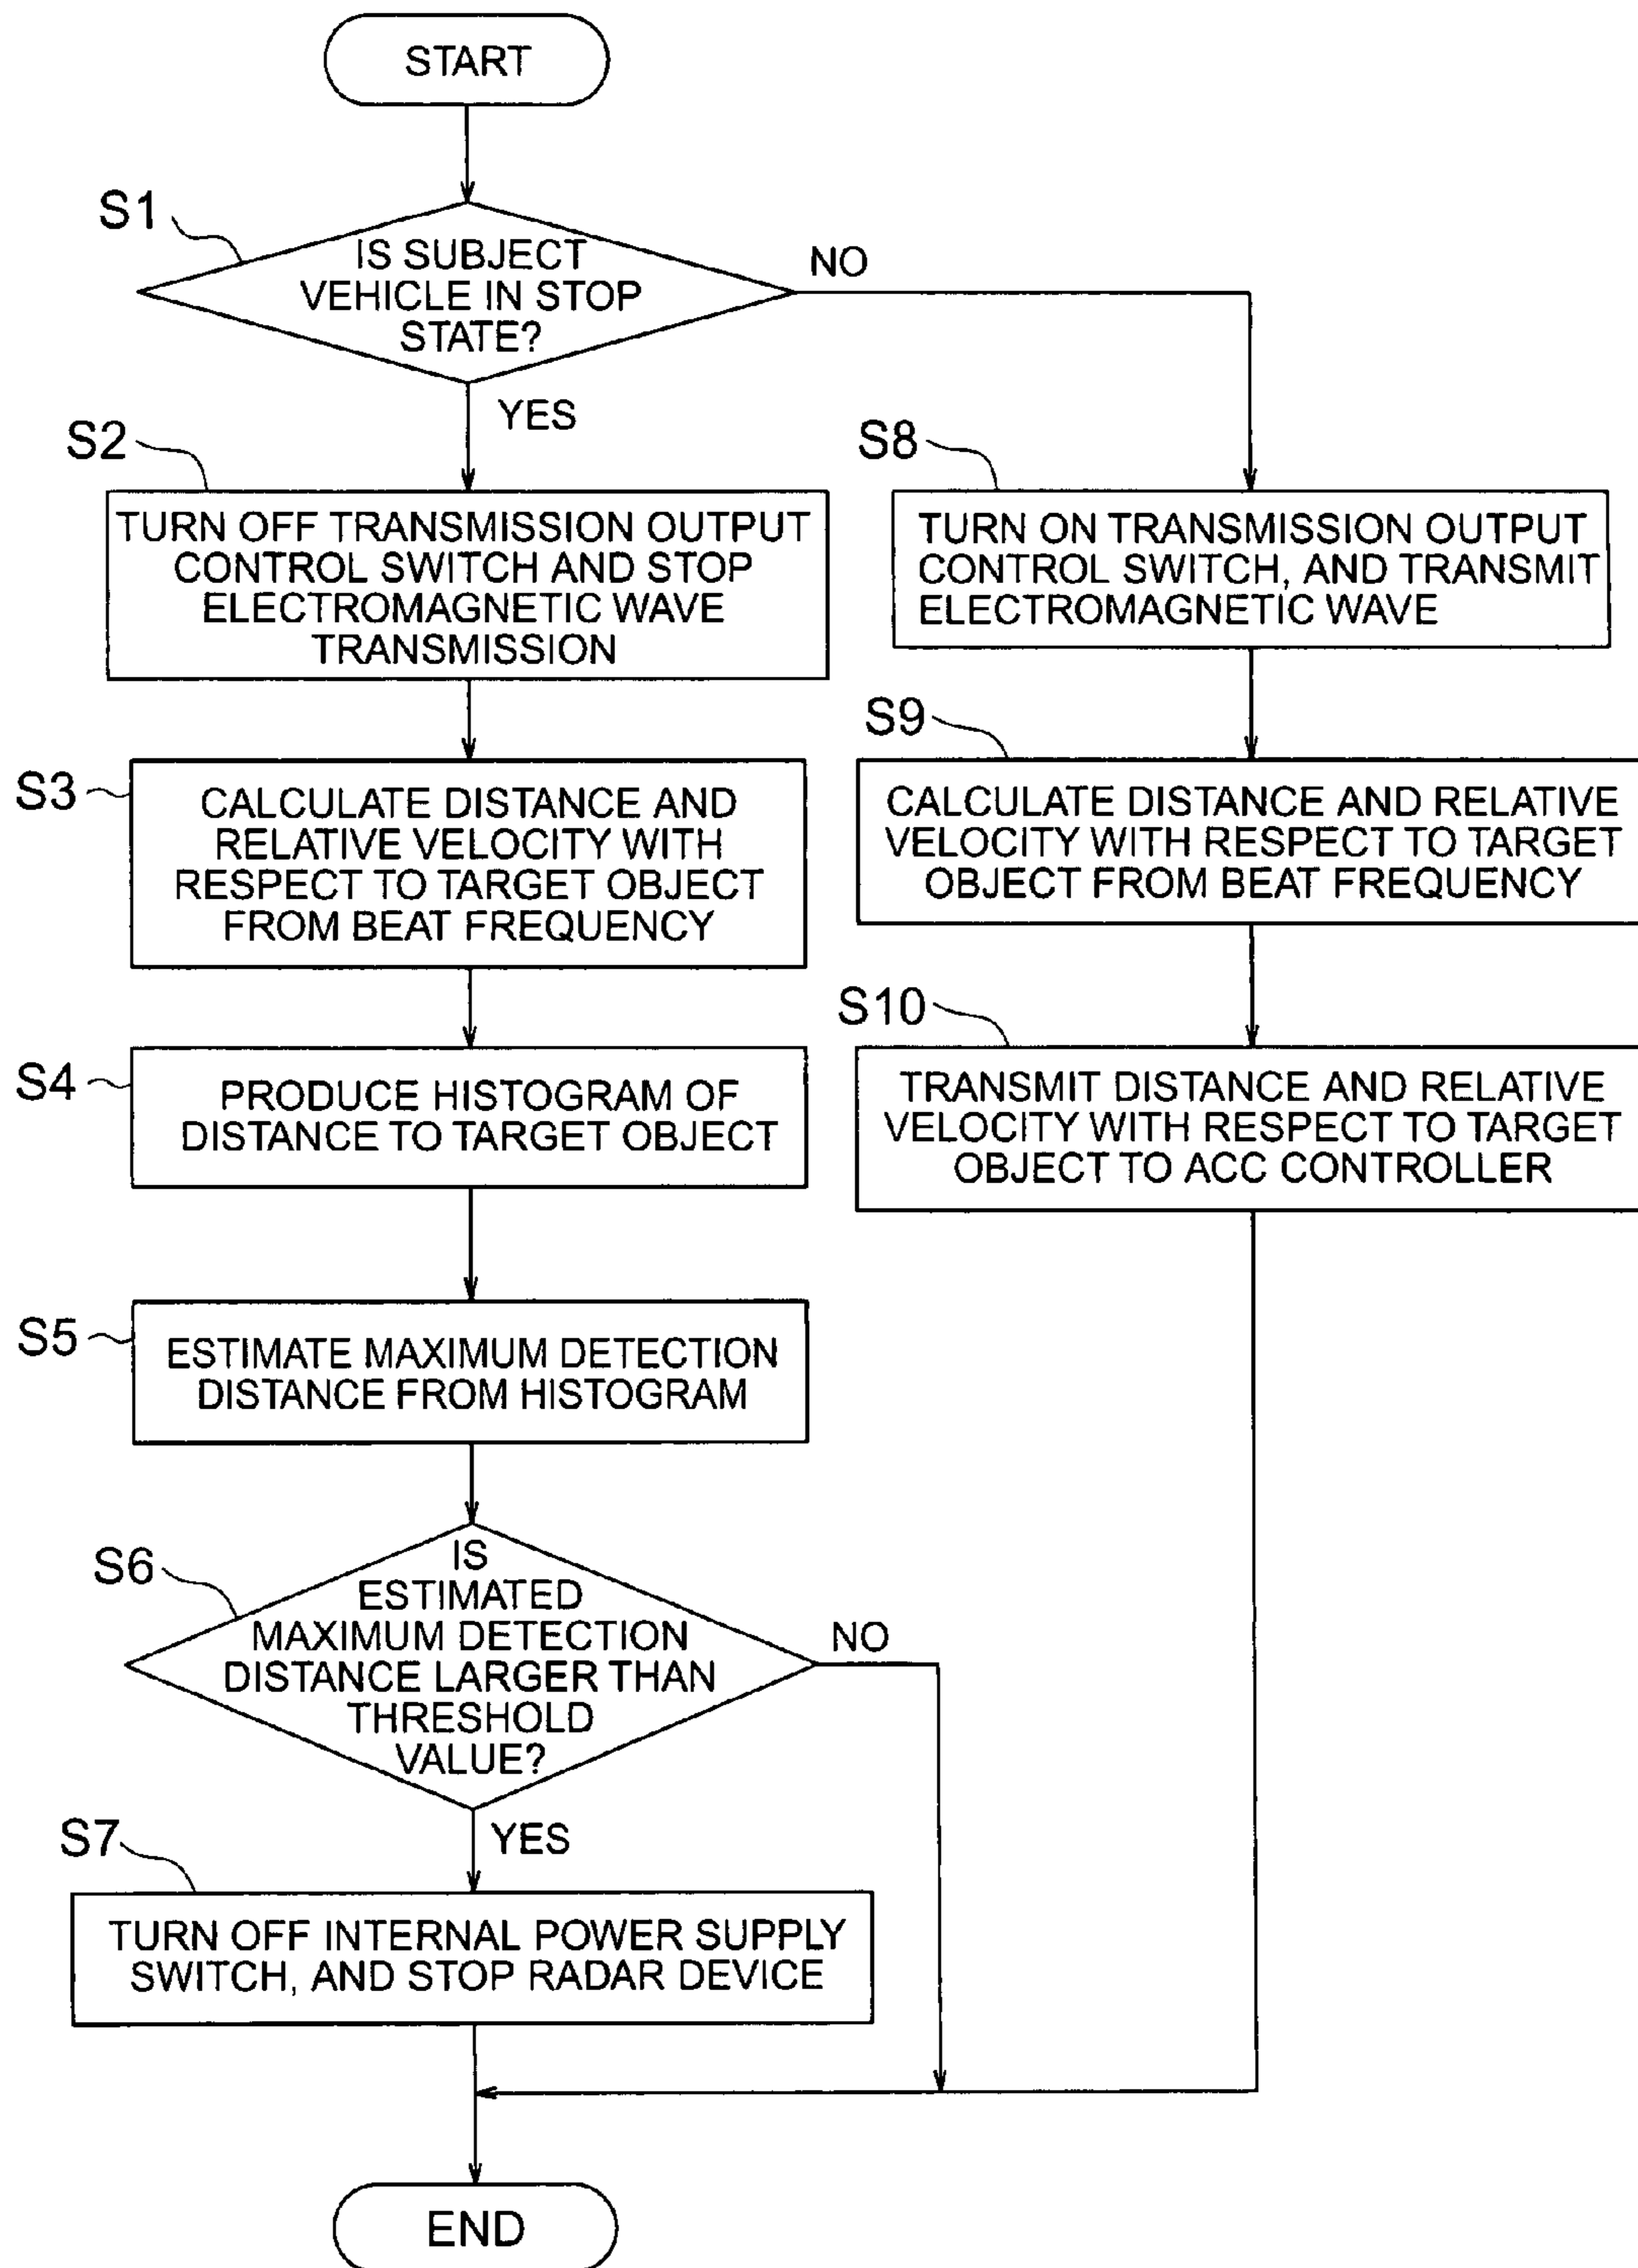 START
S1
IS SUBJECT
VEHICLE IN STOP
STATE?
NO
YES
S2
TURN OFF TRANSMISSION OUTPUT
CONTROL SWITCH AND STOP
ELECTROMAGNETIC WAVE
TRANSMISSION
S8
TURN ON TRANSMISSION OUTPUT
CONTROL SWITCH, AND TRANSMIT
ELECTROMAGNETIC WAVE
S3
CALCULATE DISTANCE AND
RELATIVE VELOCITY WITH
RESPECT TO TARGET OBJECT
FROM BEAT FREQUENCY
S9
CALCULATE DISTANCE AND RELATIVE
VELOCITY WITH RESPECT TO TARGET
OBJECT FROM BEAT FREQUENCY
S4
PRODUCE HISTOGRAM OF
DISTANCE TO TARGET OBJECT
S10
TRANSMIT DISTANCE AND RELATIVE
VELOCITY WITH RESPECT TO TARGET
OBJECT TO ACC CONTROLLER
S5
ESTIMATE MAXIMUM DETECTION
DISTANCE FROM HISTOGRAM
S6
IS
ESTIMATED
MAXIMUM DETECTION
DISTANCE LARGER THAN
THRESHOLD
VALUE?
NO
YES
S7
TURN OFF INTERNAL POWER SUPPLY
SWITCH, AND STOP RADAR DEVICE
END